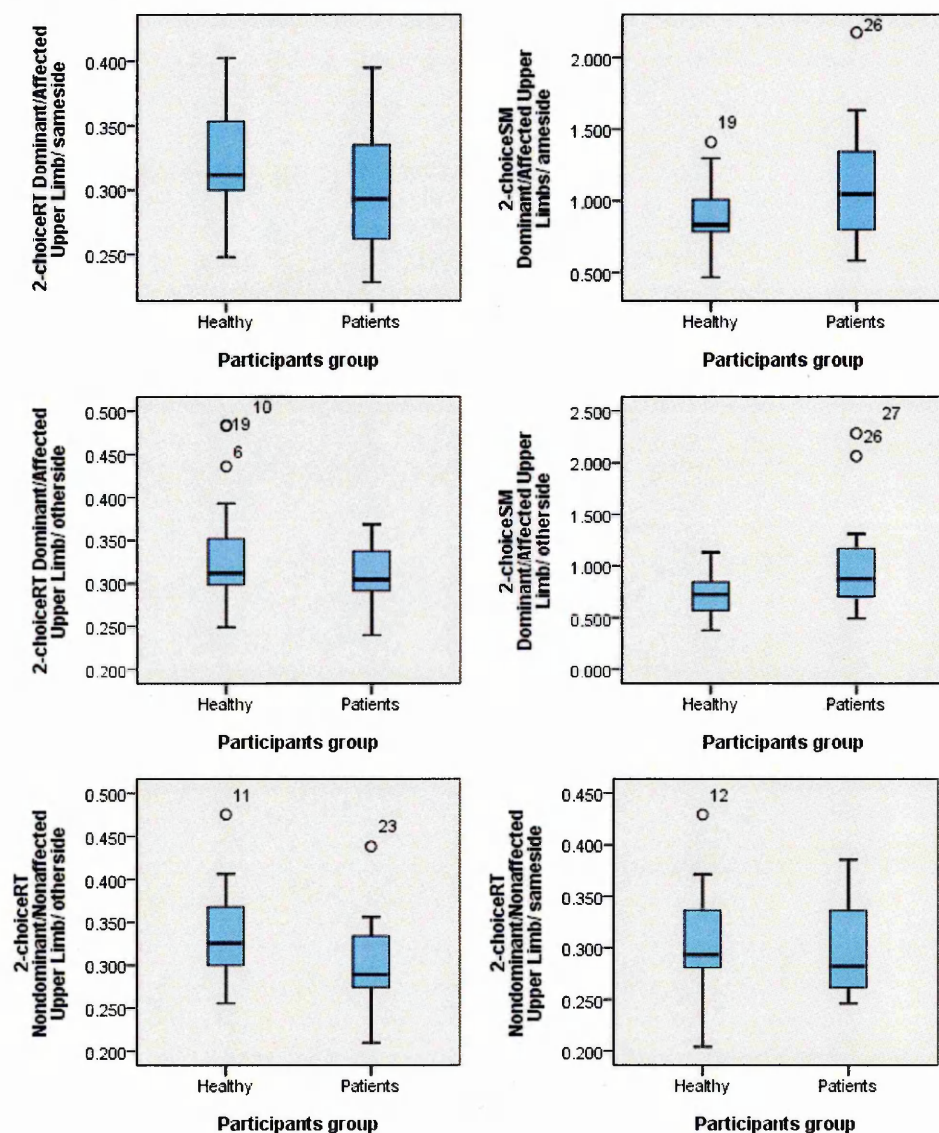 2-choiceRT Dominant/Affected
Upper Limb/ sameside
0.400
0.350
0.300
0.250
Healthy
Patients
Participants group
2-choiceSM
Dominant/Affected Upper
Limbs/ ameside
2.000
1.500
1.000
0.500
19
26
Healthy
Patients
Participants group
2-choiceRT Dominant/Affected
Upper Limb/ otherside
0.500
0.450
0.400
0.350
0.300
0.250
0.200
10
19
6
Healthy
Patients
Participants group
2-choiceSM
Dominant/Affected Upper
Limb/ otherside
2.500
2.000
1.500
1.000
0.500
0.000
27
26
Healthy
Patients
Participants group
2-choiceRT
Nondominant/Nonaffected
Upper Limb/ otherside
0.500
0.450
0.400
0.350
0.300
0.250
0.200
11
23
Healthy
Patients
Participants group
2-choiceRT
Nondominant/Nonaffected
Upper Limb/ sameside
0.450
0.400
0.350
0.300
0.250
0.200
12
Healthy
Patients
Participants group